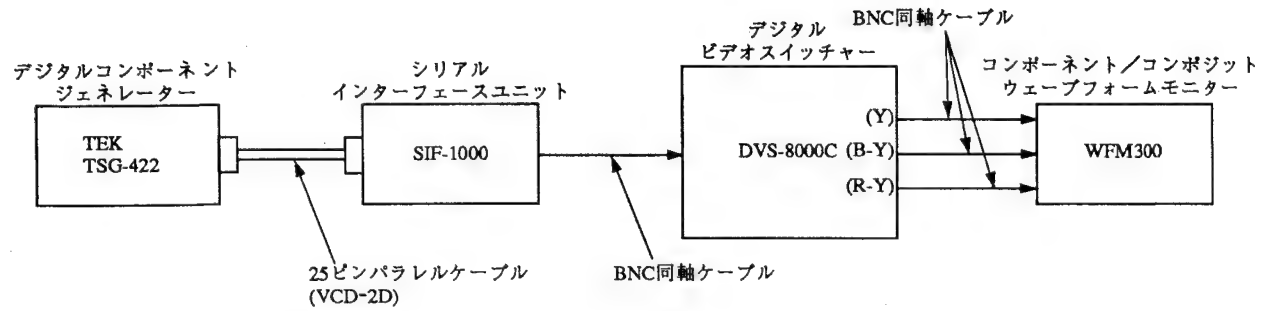 BNC同軸ケーブル
デジタル
ビデオスイッチャー
デジタルコンポーネント
ジェネレーター
シリアル
インターフェースユニット
コンポーネント/コンポジット
ウェーブフォームモニター
TEK
TSG-422
SIF-1000
DVS-8000C
(Y)
(B-Y)
(R-Y)
WFM300
25ピンパラレルケーブル
(VCD-2D)
BNC同軸ケーブル